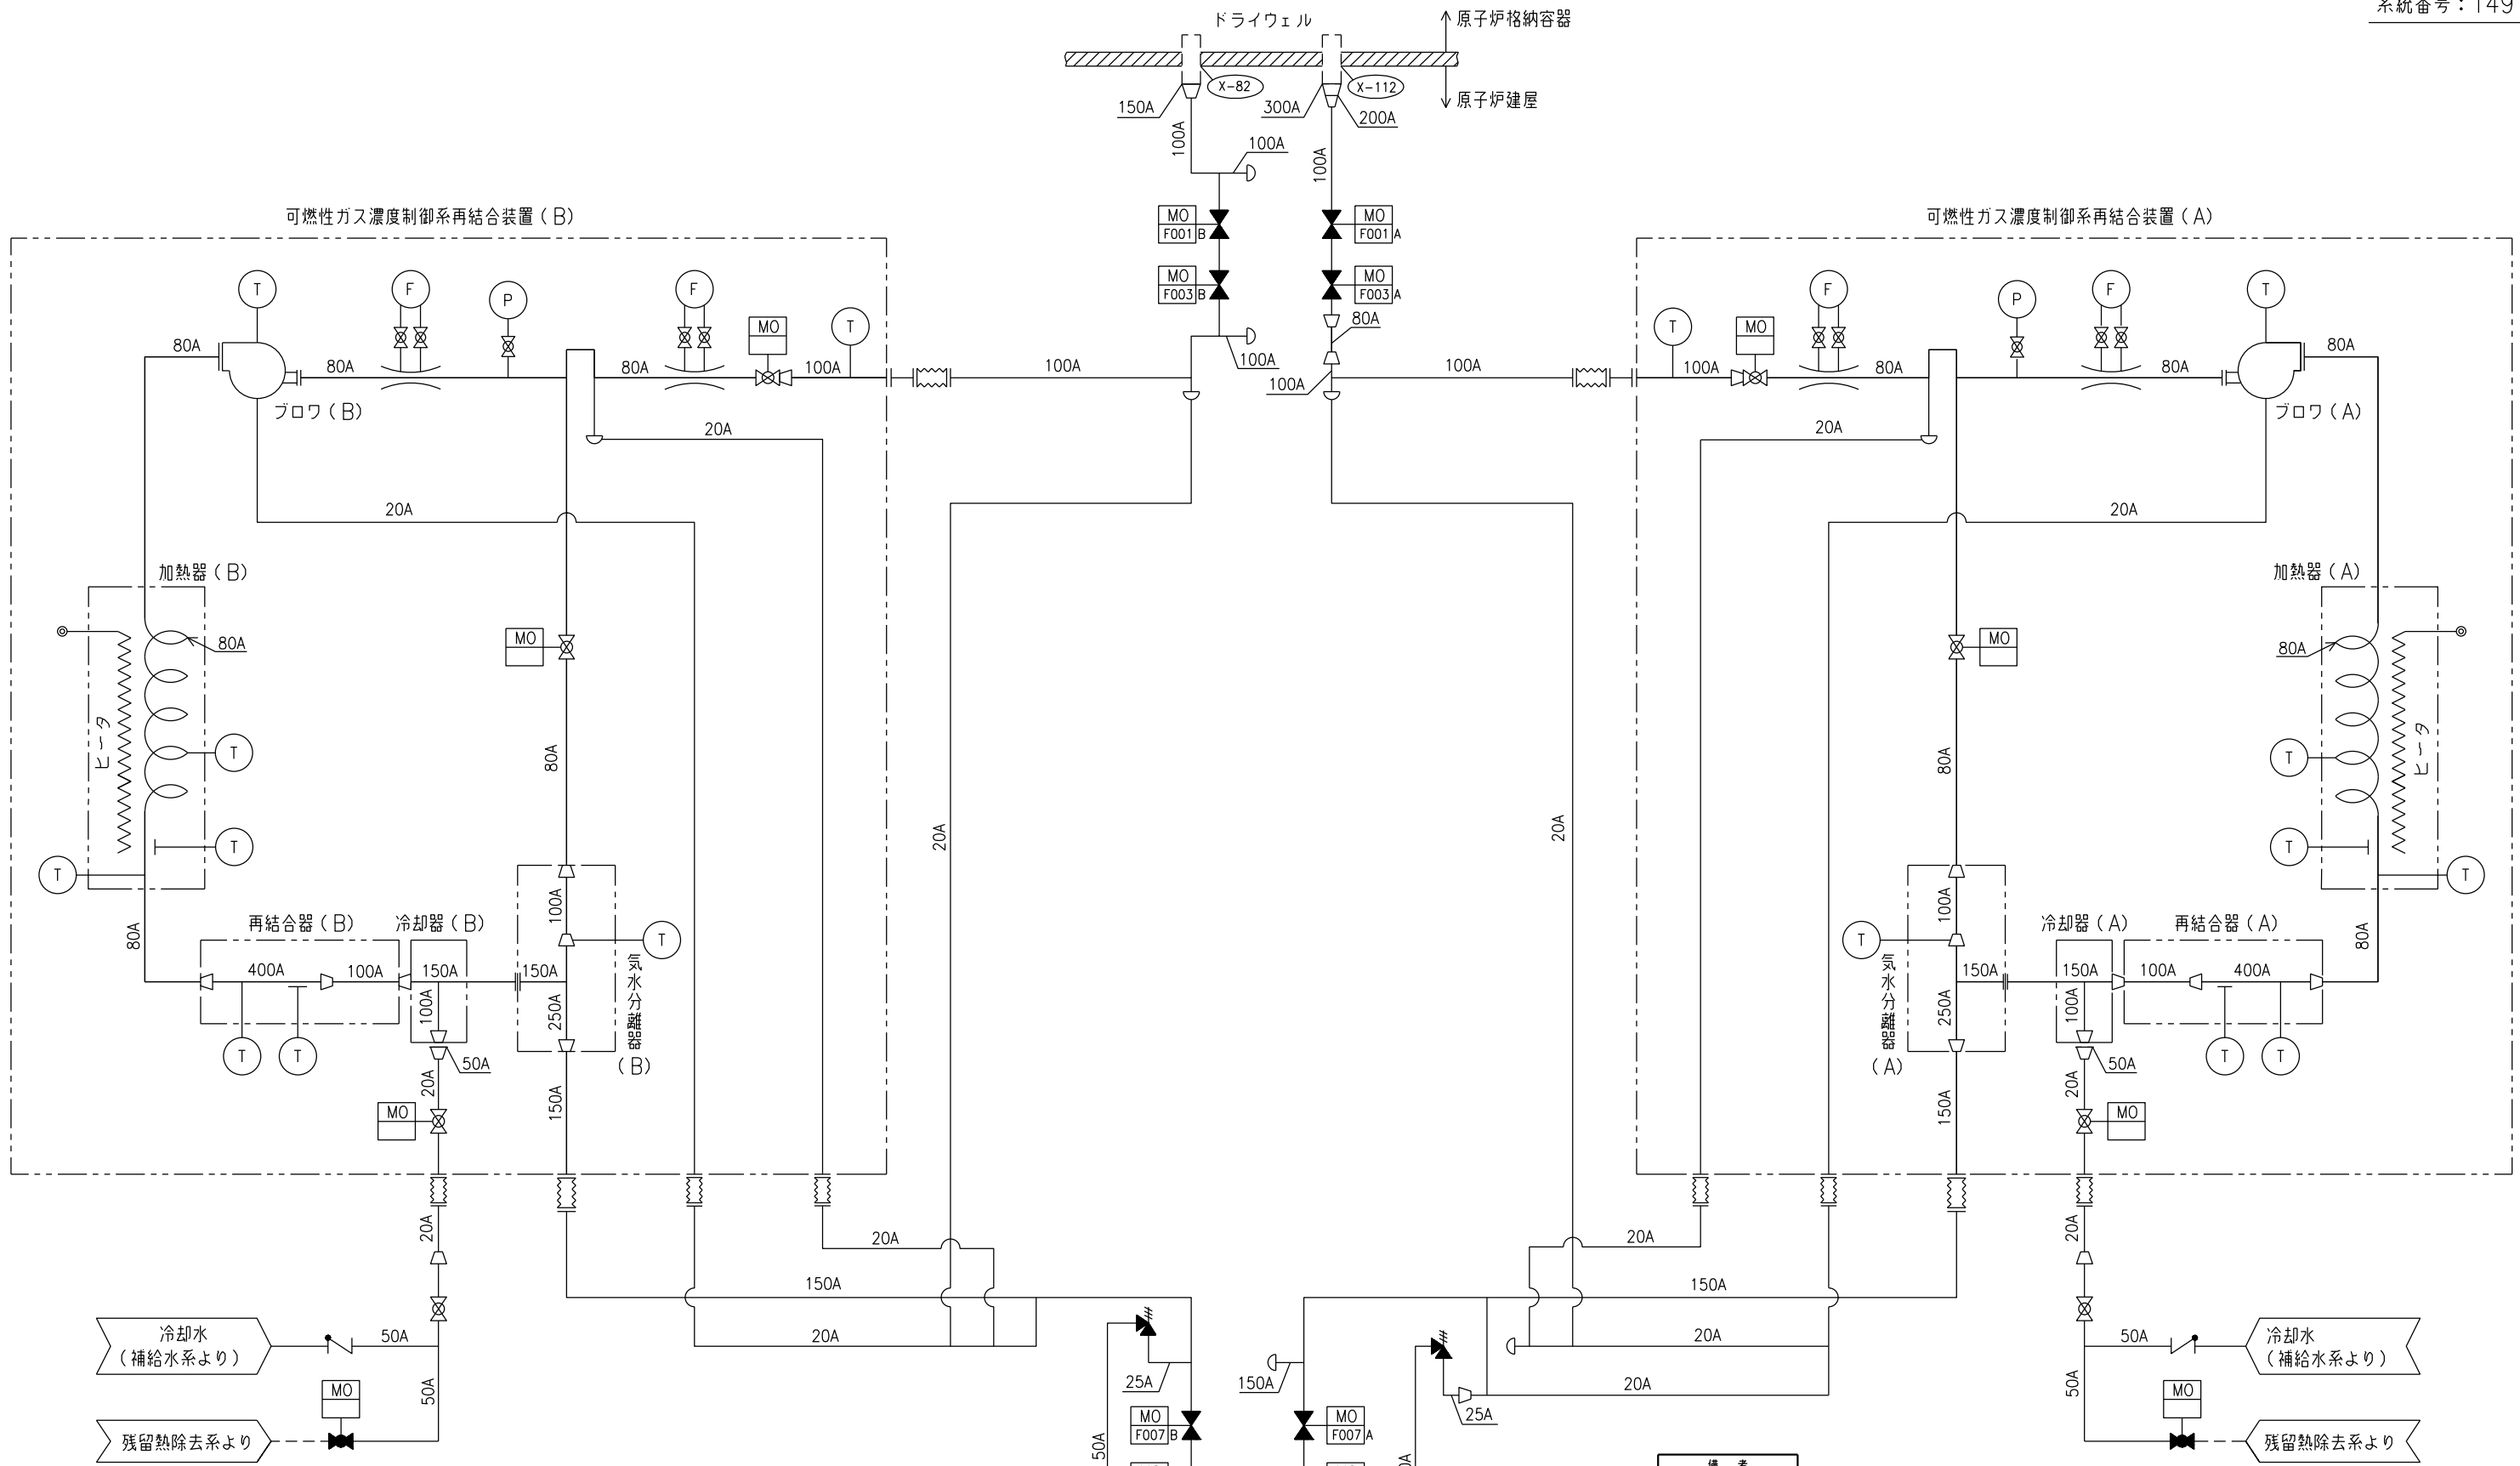 系統番号：149
ドライウェル
原子炉格納容器
X-82
X-112
原子炉建屋
150A
300A
200A
100A
100A
100A
可燃性ガス濃度制御系再結合装置（B）
可燃性ガス濃度制御系再結合装置（A）
MO
F001 B
MO
F001 A
MO
F003 B
MO
F003 A
80A
100A
100A
100A
100A
T
F
P
F
MO
T
80A
80A
80A
100A
ブロワ（B）
20A
20A
T
MO
F
P
F
T
100A
80A
80A
80A
ブロワ（A）
20A
20A
加熱器（B）
80A
ヒータ
T
T
T
80A
MO
80A
20A
20A
加熱器（A）
80A
ヒータ
T
T
T
80A
MO
80A
再結合器（B）
冷却器（B）
400A
100A
150A
150A
100A
100A
250A
T
気水分離器
（B）
T
T
50A
20A
MO
150A
冷却器（A）
再結合器（A）
150A
150A
100A
400A
100A
100A
250A
T
気水分離器
（A）
T
T
50A
20A
MO
150A
20A
20A
20A
20A
150A
150A
20A
20A
20A
冷却水
（補給水系より）
50A
50A
MO
残留熱除去系より
25A
50A
MO
F007 B
150A
MO
F007 A
25A
冷却水
（補給水系より）
50A
50A
MO
残留熱除去系より
備 考